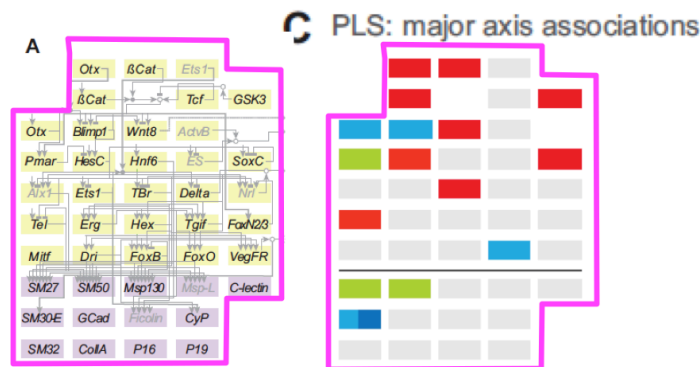 A
C PLS: major axis associations
Otx ßCat Ets1
ßCat Tcf GSK3
Otx Blimp1 Wnt8 ActvB
Pmar HesC Hnf6 ES SoxC
Alx1 Ets1 TBr Delta Nrl
Tel Erg Hex Tgif FoxN2/3
Mitf Dri FoxB FoxO VegFR
SM27 SM50 Msp130 Msp-L C-lectin
SM30-E GCad Ficolin CyP
SM32 CollA P16 P19